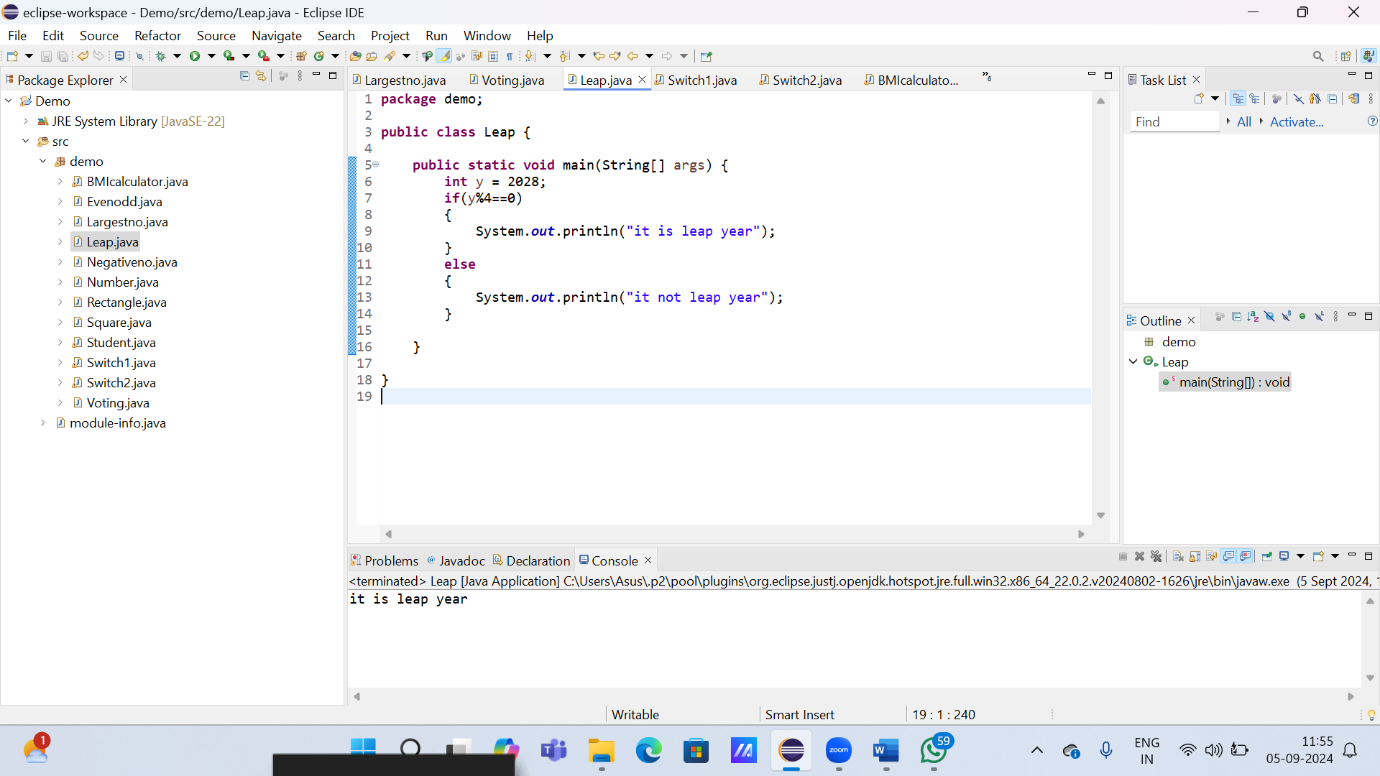 eclipse-workspace - Demo/src/demo/Leap.java - Eclipse IDE
File Edit Source Refactor Source Navigate Search Project Run Window Help
Package Explorer
Demo
JRE System Library [JavaSE-22]
src
demo
BMIcalculator.java
Evenodd.java
Largestno.java
Leap.java
Negativeno.java
Number.java
Rectangle.java
Square.java
Student.java
Switch1.java
Switch2.java
Voting.java
module-info.java
Largestno.java Voting.java Leap.java Switch1.java Switch2.java BMIcalculato... »6
1 package demo;
2
3 public class Leap {
4
5 public static void main(String[] args) {
6 int y = 2028;
7 if(y%4==0)
8 {
9 System.out.println("it is leap year");
10 }
11 else
12 {
13 System.out.println("it not leap year");
14 }
15
16 }
17
18 }
19
Task List
Find All Activate...
Outline
demo
Leap
main(String[]) : void
Problems Javadoc Declaration Console
<terminated> Leap [Java Application] C:\Users\Asus\.p2\pool\plugins\org.eclipse.justj.openjdk.hotspot.jre.full.win32.x86_64_22.0.2.v20240802-1626\jre\bin\javaw.exe (5 Sept 2024,
it is leap year
Writable Smart Insert 19 : 1 : 240
1
zoom
59
ENG
IN
11:55
05-09-2024